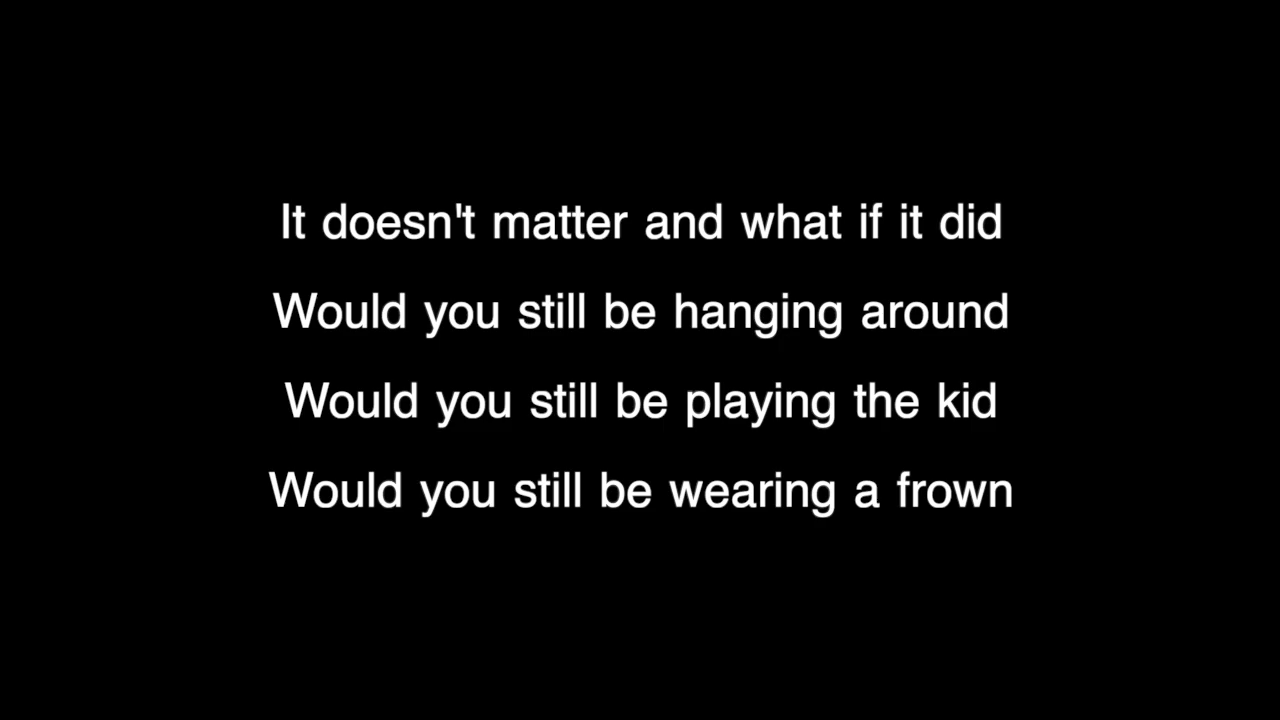 It doesn't matter and what if it did
Would you still be hanging around
Would you still be playing the kid
Would you still be wearing a frown